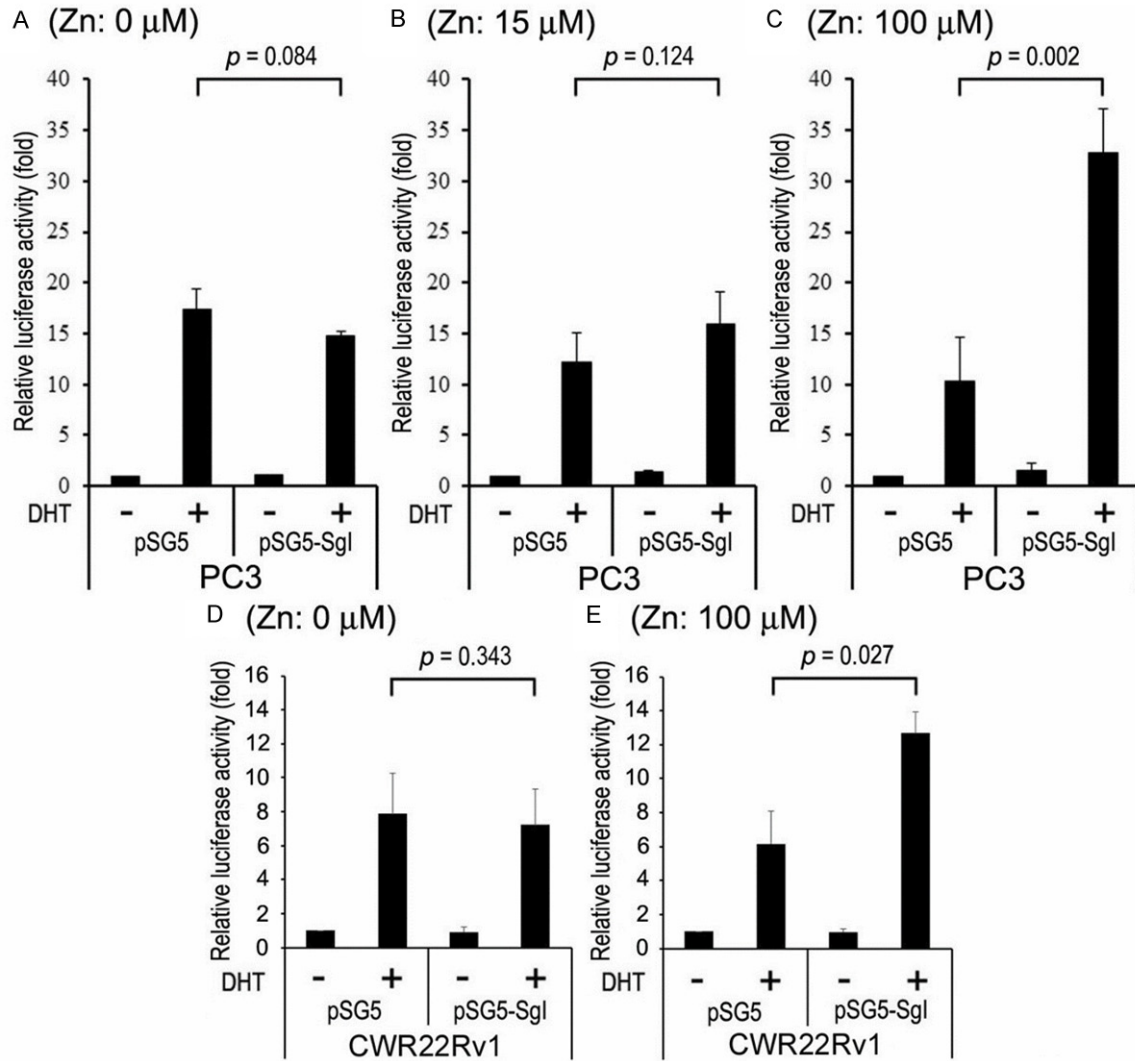 A (Zn: 0 μM)
p = 0.084
Relative luciferase activity (fold)
40
35
30
25
20
15
10
5
0
DHT - + - +
pSG5 pSG5-SgI
PC3
B (Zn: 15 μM)
p = 0.124
Relative luciferase activity (fold)
40
35
30
25
20
15
10
5
0
DHT - + - +
pSG5 pSG5-SgI
PC3
C (Zn: 100 μM)
p = 0.002
Relative luciferase activity (fold)
40
35
30
25
20
15
10
5
0
DHT - + - +
pSG5 pSG5-SgI
PC3
D (Zn: 0 μM)
p = 0.343
Relative luciferase activity (fold)
16
14
12
10
8
6
4
2
0
DHT - + - +
pSG5 pSG5-SgI
CWR22Rv1
E (Zn: 100 μM)
p = 0.027
Relative luciferase activity (fold)
16
14
12
10
8
6
4
2
0
DHT - + - +
pSG5 pSG5-SgI
CWR22Rv1